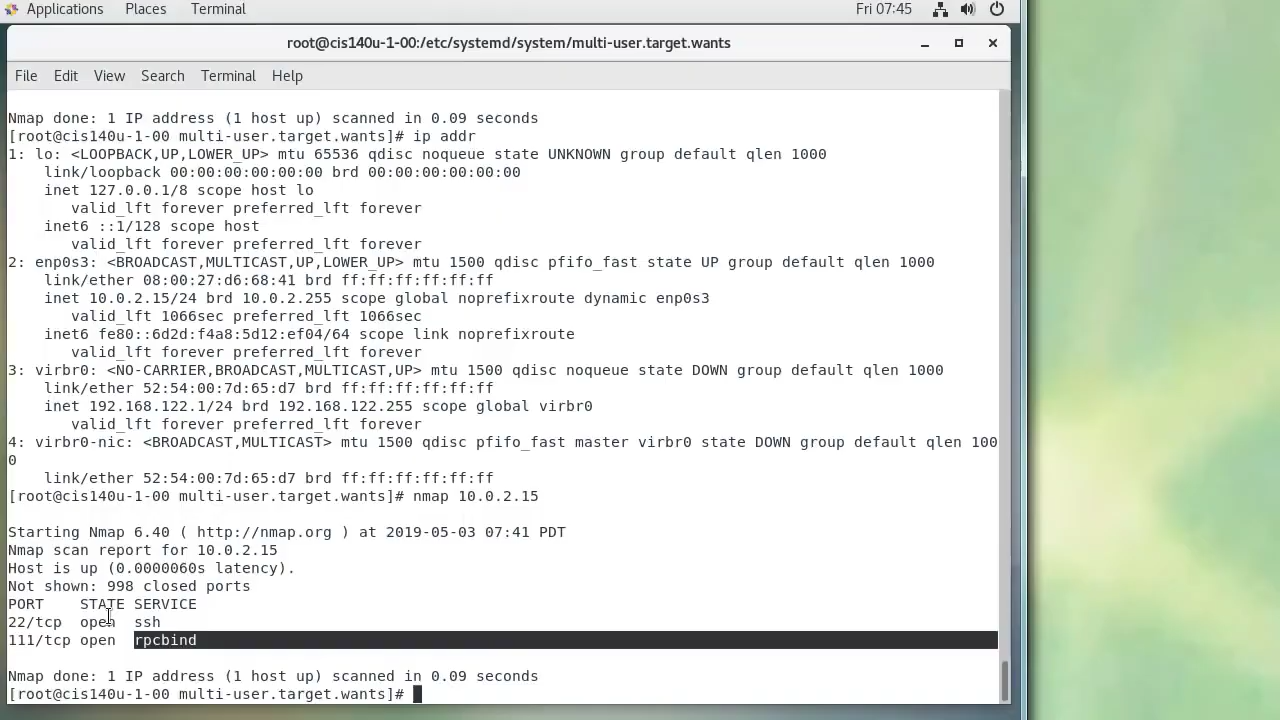 Applications Places Terminal Fri 07:45
root@cis140u-1-00:/etc/systemd/system/multi-user.target.wants
File Edit View Search Terminal Help
Nmap done: 1 IP address (1 host up) scanned in 0.09 seconds
[root@cis140u-1-00 multi-user.target.wants]# ip addr
1: lo: <LOOPBACK,UP,LOWER_UP> mtu 65536 qdisc noqueue state UNKNOWN group default qlen 1000
    link/loopback 00:00:00:00:00:00 brd 00:00:00:00:00:00
    inet 127.0.0.1/8 scope host lo
       valid_lft forever preferred_lft forever
    inet6 ::1/128 scope host
       valid_lft forever preferred_lft forever
2: enp0s3: <BROADCAST,MULTICAST,UP,LOWER_UP> mtu 1500 qdisc pfifo_fast state UP group default qlen 1000
    link/ether 08:00:27:d6:68:41 brd ff:ff:ff:ff:ff:ff
    inet 10.0.2.15/24 brd 10.0.2.255 scope global noprefixroute dynamic enp0s3
       valid_lft 1066sec preferred_lft 1066sec
    inet6 fe80::6d2d:f4a8:5d12:ef04/64 scope link noprefixroute
       valid_lft forever preferred_lft forever
3: virbr0: <NO-CARRIER,BROADCAST,MULTICAST,UP> mtu 1500 qdisc noqueue state DOWN group default qlen 1000
    link/ether 52:54:00:7d:65:d7 brd ff:ff:ff:ff:ff:ff
    inet 192.168.122.1/24 brd 192.168.122.255 scope global virbr0
       valid_lft forever preferred_lft forever
4: virbr0-nic: <BROADCAST,MULTICAST> mtu 1500 qdisc pfifo_fast master virbr0 state DOWN group default qlen 100
0
    link/ether 52:54:00:7d:65:d7 brd ff:ff:ff:ff:ff:ff
[root@cis140u-1-00 multi-user.target.wants]# nmap 10.0.2.15
Starting Nmap 6.40 ( http://nmap.org ) at 2019-05-03 07:41 PDT
Nmap scan report for 10.0.2.15
Host is up (0.0000060s latency).
Not shown: 998 closed ports
PORT    STATE SERVICE
22/tcp  open  ssh
111/tcp open  rpcbind
Nmap done: 1 IP address (1 host up) scanned in 0.09 seconds
[root@cis140u-1-00 multi-user.target.wants]#